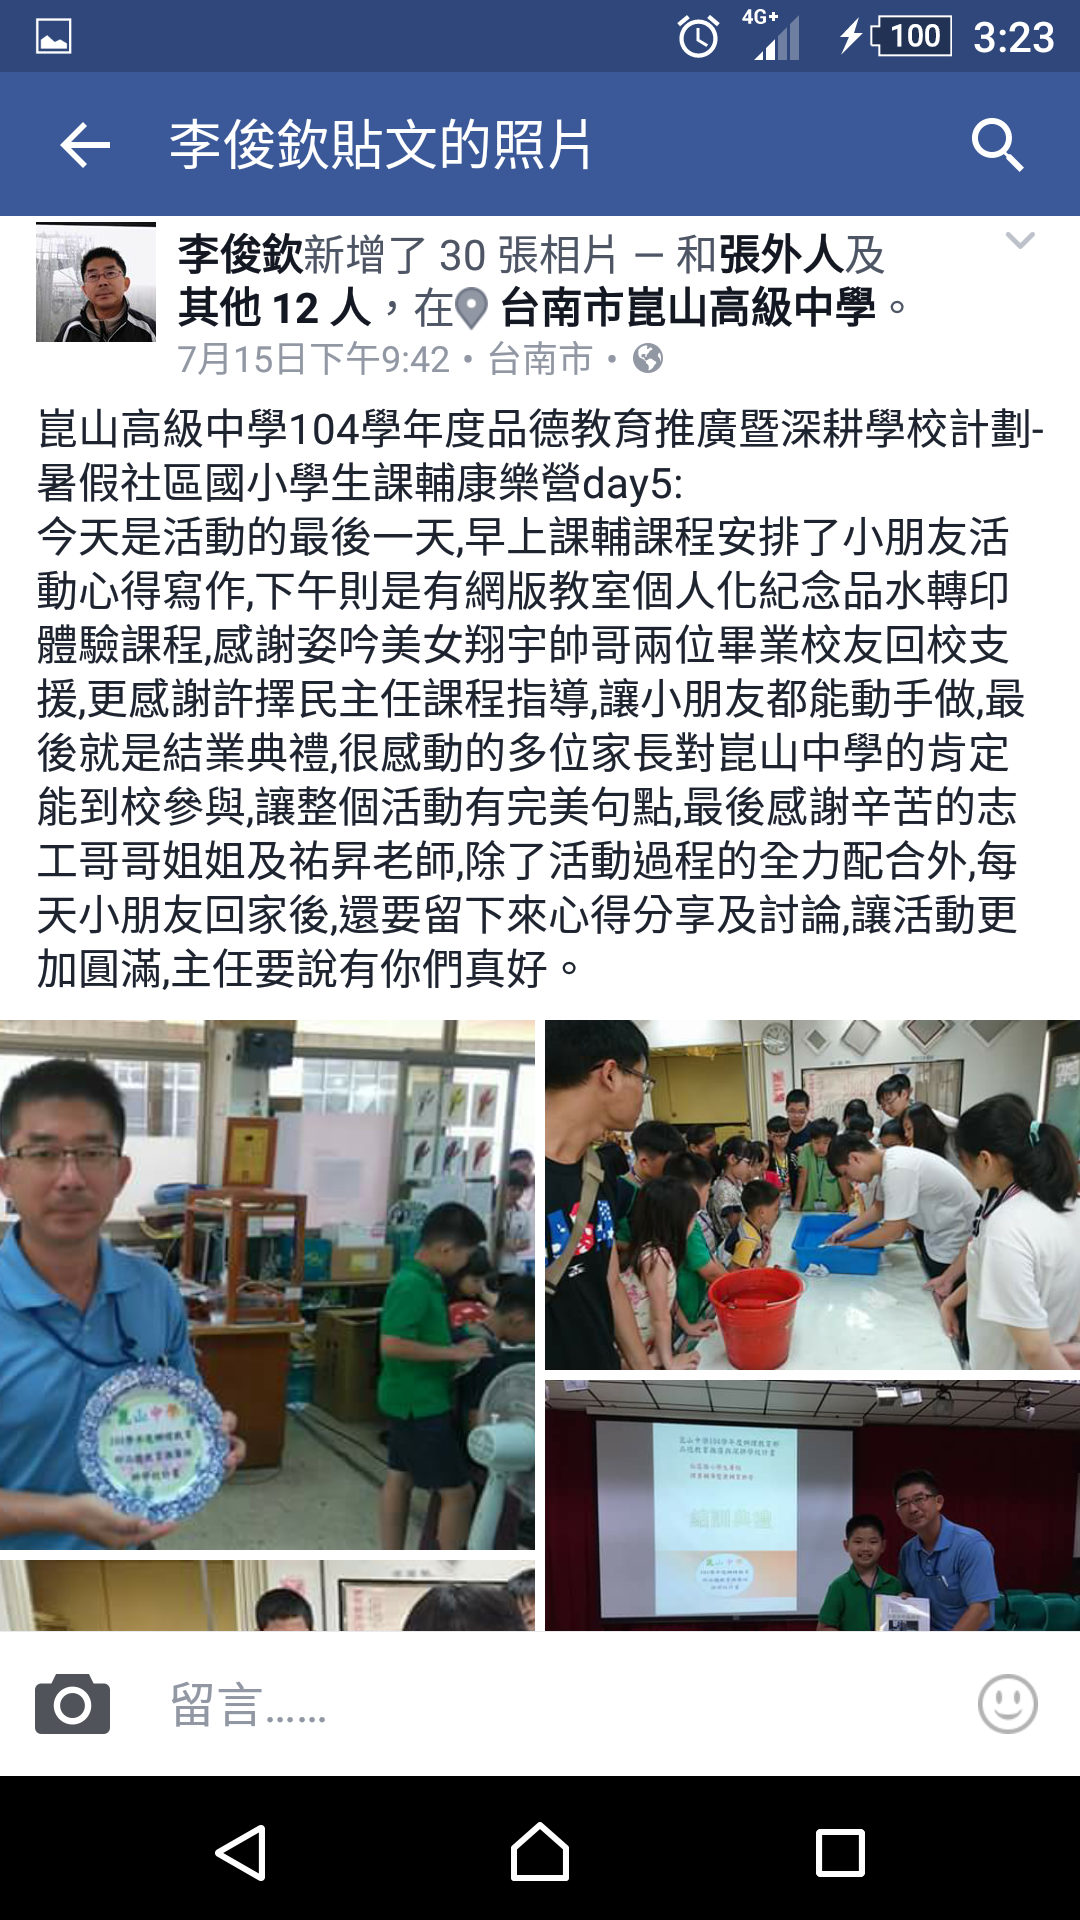 4G+
100
3:23
李俊欽貼文的照片
李俊欽新增了 30 張相片 — 和張外人及
其他 12 人，在 台南市崑山高級中學。
7月15日下午9:42 • 台南市 •
崑山高級中學104學年度品德教育推廣暨深耕學校計劃-
暑假社區國小學生課輔康樂營day5:
今天是活動的最後一天,早上課輔課程安排了小朋友活
動心得寫作,下午則是有網版教室個人化紀念品水轉印
體驗課程,感謝姿吟美女翔宇帥哥兩位畢業校友回校支
援,更感謝許擇民主任課程指導,讓小朋友都能動手做,最
後就是結業典禮,很感動的多位家長對崑山中學的肯定
能到校參與,讓整個活動有完美句點,最後感謝辛苦的志
工哥哥姐姐及祐昇老師,除了活動過程的全力配合外,每
天小朋友回家後,還要留下來心得分享及討論,讓活動更
加圓滿,主任要說有你們真好。
崑山中學
結訓典禮
崑山中學
留言……